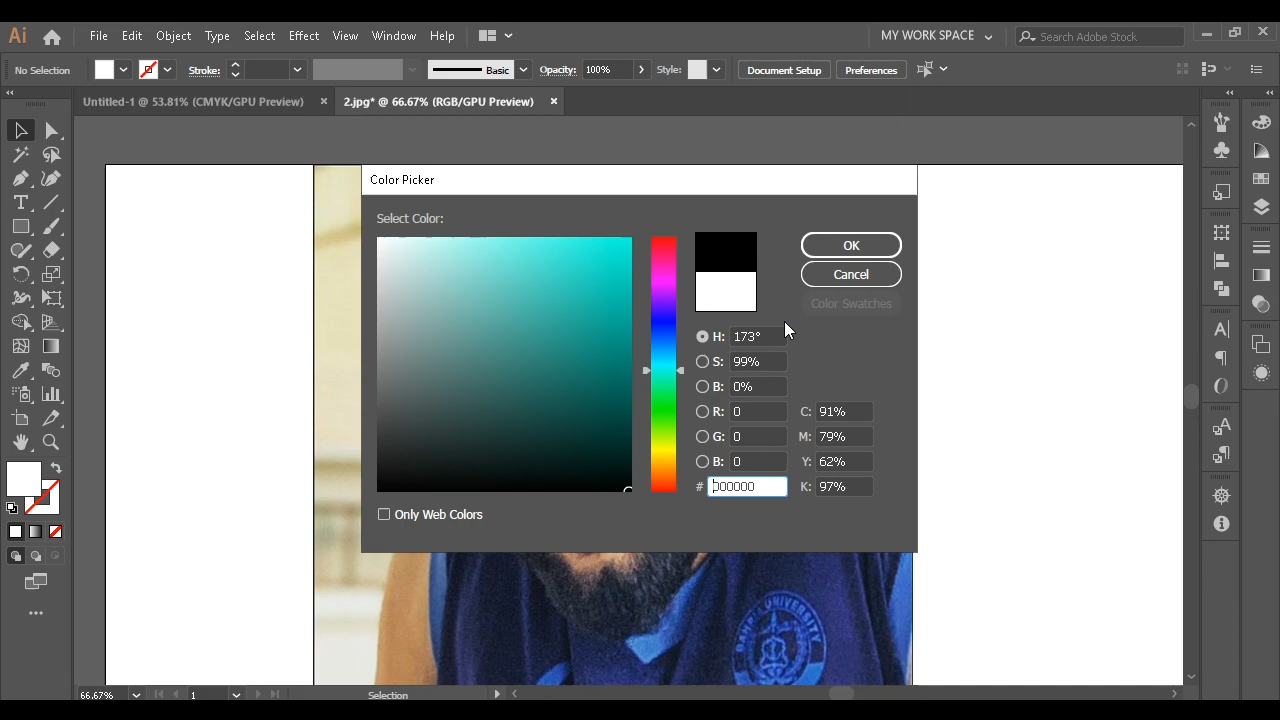 Ai File Edit Object Type Select Effect View Window Help MY WORK SPACE Search Adobe Stock
No Selection Stroke: Basic Opacity: 100% Style: Document Setup Preferences
Untitled-1 @ 53.81% (CMYK/GPU Preview) × 2.jpg* @ 66.67% (RGB/GPU Preview) ×
Color Picker
Select Color:
OK
Cancel
Color Swatches
H: 173°
S: 99%
B: 0%
R: 0 C: 91%
G: 0 M: 79%
B: 0 Y: 62%
# 000000 K: 97%
Only Web Colors
BAHRIA UNIVERSITY
66.67% 1 Selection